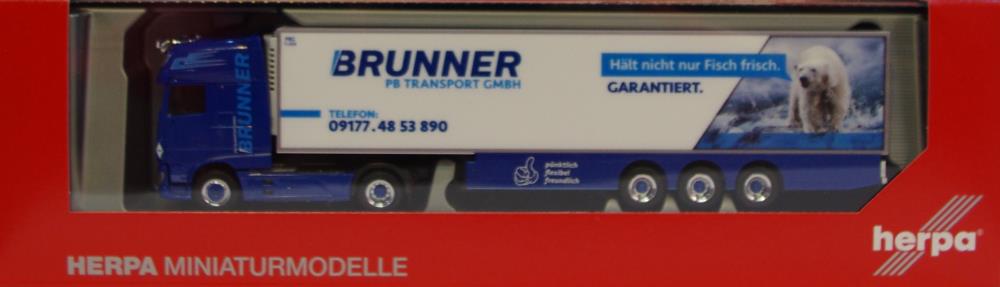 BRUNNER
BRUNNER
PB TRANSPORT GMBH
TELEFON:
09177.48 53 890
Hält nicht nur Fisch frisch.
GARANTIERT.
pünktlich
flexibel
freundlich
herpa
HERPA MINIATURMODELLE